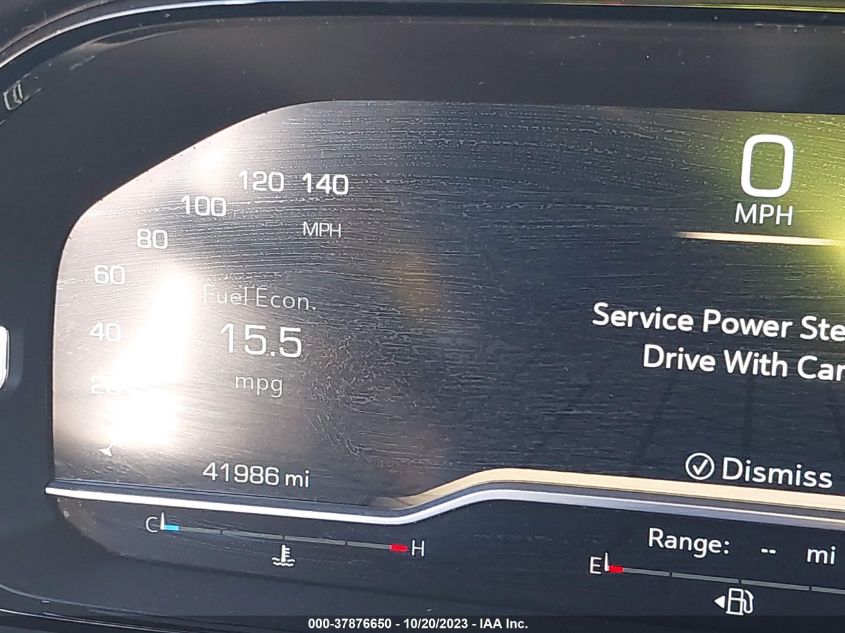 120 140
100
MPH
80
60
40
20
Fuel Econ.
15.5
mpg
41986 mi
0
MPH
Service Power Ste
Drive With Car
Dismiss
C H
Range: -- mi
E
000-37876650 - 10/20/2023 - IAA Inc.